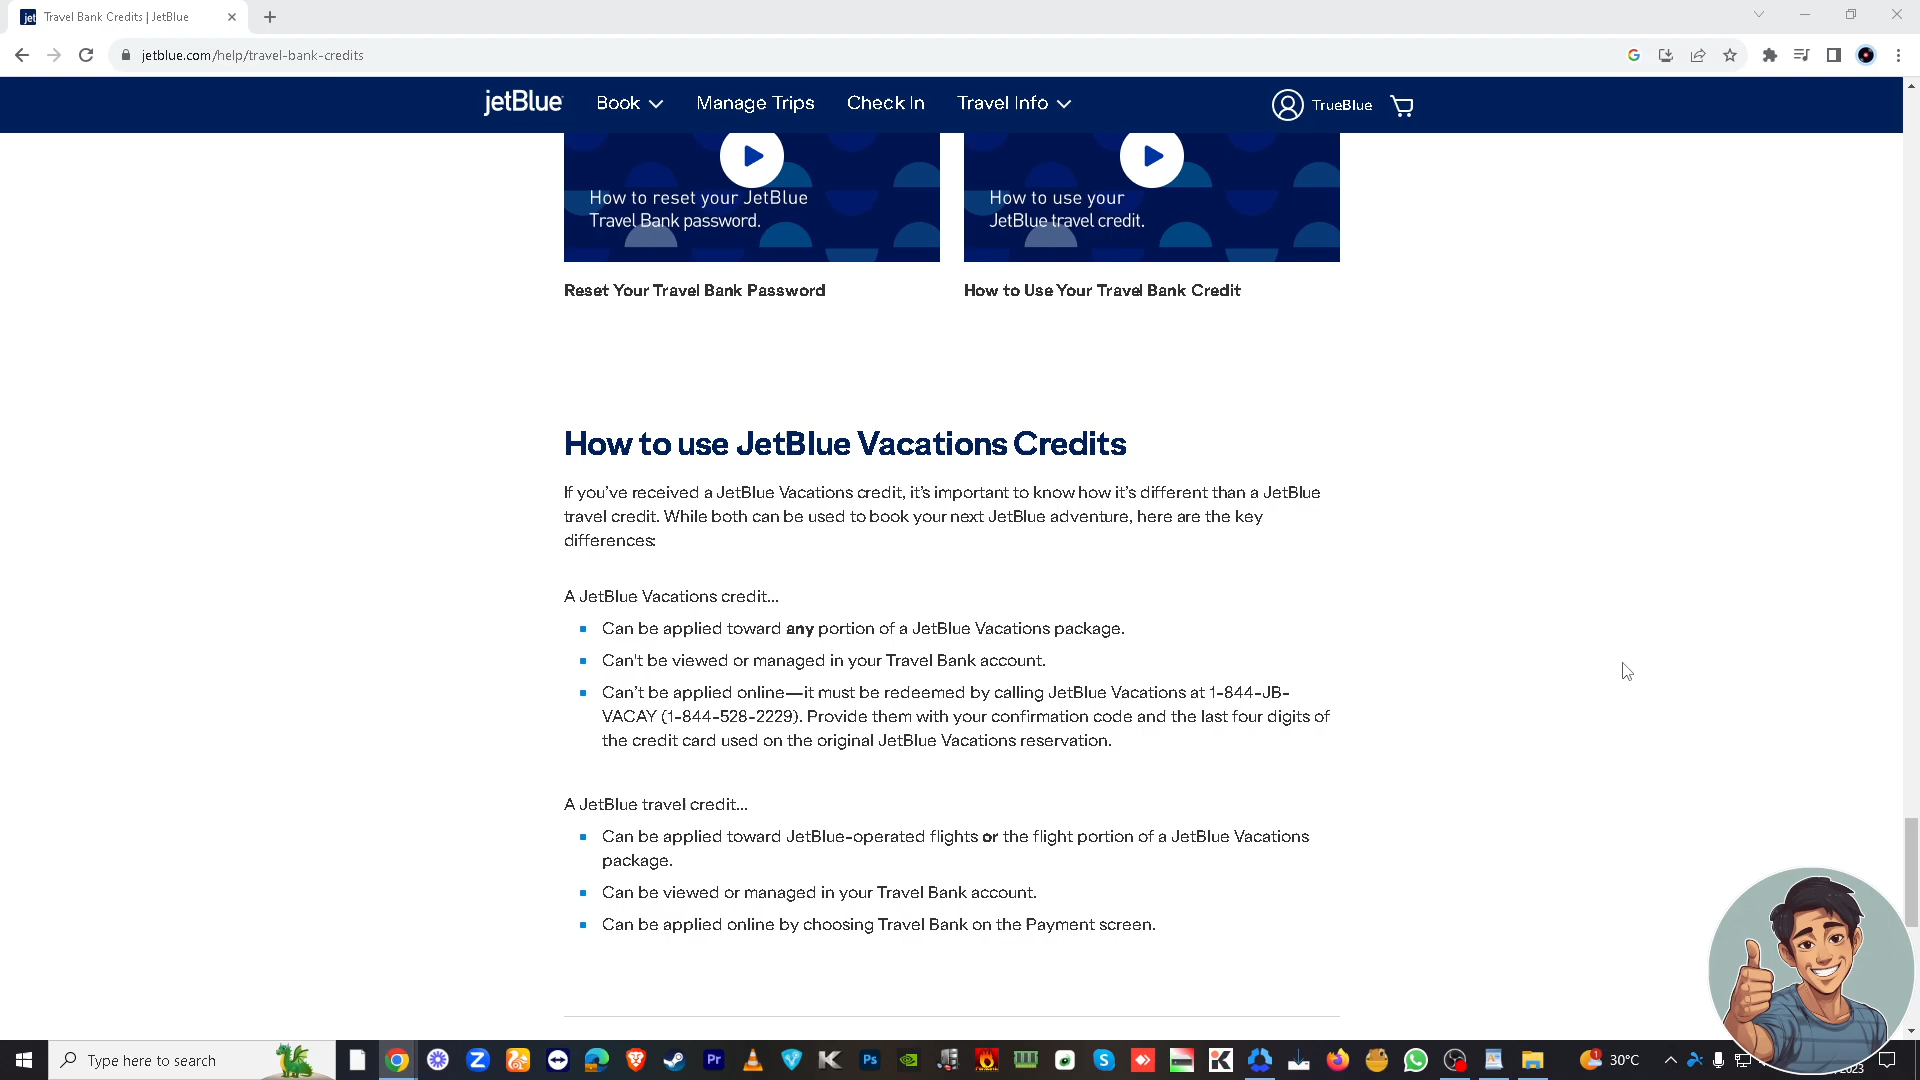 Travel Bank Credits | JetBlue
jetblue.com/help/travel-bank-credits
jetBlue
Book
Manage Trips
Check In
Travel Info
TrueBlue
How to reset your JetBlue
Travel Bank password.
How to use your
JetBlue travel credit.
Reset Your Travel Bank Password
How to Use Your Travel Bank Credit
How to use JetBlue Vacations Credits
If you’ve received a JetBlue Vacations credit, it’s important to know how it’s different than a JetBlue
travel credit. While both can be used to book your next JetBlue adventure, here are the key
differences:
A JetBlue Vacations credit...
Can be applied toward any portion of a JetBlue Vacations package.
Can't be viewed or managed in your Travel Bank account.
Can’t be applied online—it must be redeemed by calling JetBlue Vacations at 1-844-JB-
VACAY (1-844-528-2229). Provide them with your confirmation code and the last four digits of
the credit card used on the original JetBlue Vacations reservation.
A JetBlue travel credit...
Can be applied toward JetBlue-operated flights or the flight portion of a JetBlue Vacations
package.
Can be viewed or managed in your Travel Bank account.
Can be applied online by choosing Travel Bank on the Payment screen.
Type here to search
30°C